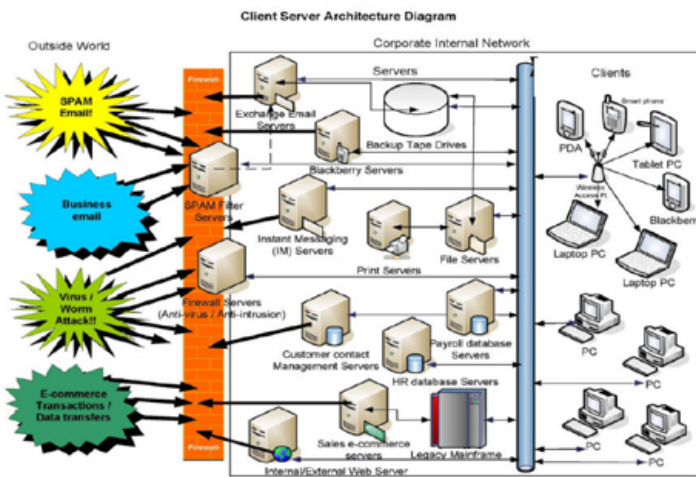 Client Server Architecture Diagram
Outside World
Corporate Internal Network
Firewall
Servers
Clients
SPAM
Email!
Exchange Email
Servers
Backup Tape Drives
Smart phone
PDA
Tablet PC
Blackberry Servers
Wireless
Access Pt.
Blackberry
SPAM Filter
Servers
Business
email
Instant Messaging
(IM) Servers
File Servers
Laptop PC
Laptop PC
Print Servers
Virus /
Worm
Attack!!
Firewall Servers
(Anti-virus / Anti-intrusion)
Customer contact
Management Servers
Payroll database
Servers
PC
PC
HR database Servers
E-commerce
Transactions /
Data transfers
Sales e-commerce
servers
Legacy Mainframe
PC
PC
Firewall
Internal/External Web Server